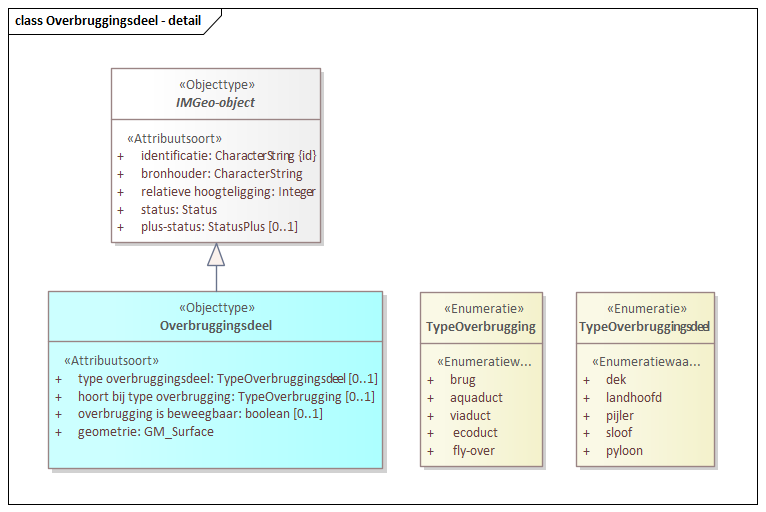 class Overbruggingsdeel - detail
«Objecttype»
IMGeo-object
«Attribuutsoort»
+ identificatie: CharacterString {id}
+ bronhouder: CharacterString
+ relatieve hoogteligging: Integer
+ status: Status
+ plus-status: StatusPlus [0..1]
«Objecttype»
Overbruggingsdeel
«Attribuutsoort»
+ type overbruggingsdeel: TypeOverbruggingsdeel [0..1]
+ hoort bij type overbrugging: TypeOverbrugging [0..1]
+ overbrugging is beweegbaar: boolean [0..1]
+ geometrie: GM_Surface
«Enumeratie»
TypeOverbrugging
«Enumeratiew...
+ brug
+ aquaduct
+ viaduct
+ ecoduct
+ fly-over
«Enumeratie»
TypeOverbruggingsdeel
«Enumeratiewaa...
+ dek
+ landhoofd
+ pijler
+ sloof
+ pyloon